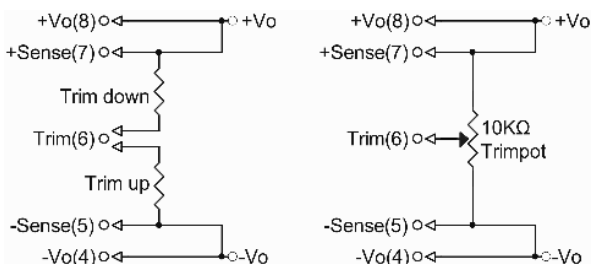 +Vo(8) +Vo
+Sense(7)
Trim down
Trim(6)
Trim up
-Sense(5)
-Vo(4) -Vo
+Vo(8) +Vo
+Sense(7)
Trim(6)
10KΩ
Trimpot
-Sense(5)
-Vo(4) -Vo